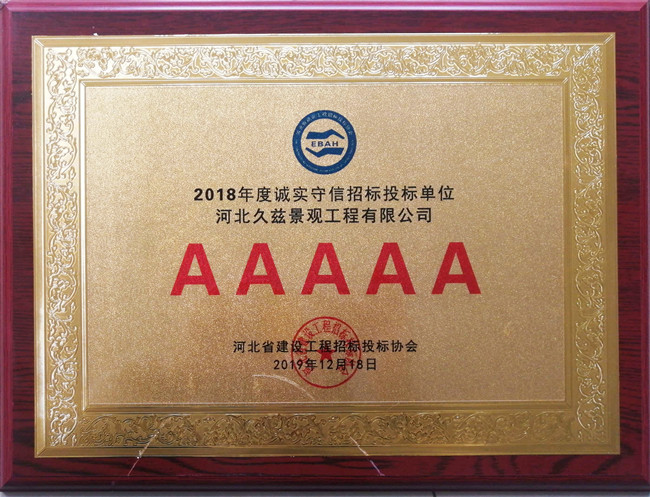 EBAH
2018年度诚实守信招标投标单位
河北久兹景观工程有限公司
AAAAA
河北省建设工程招标投标协会
2019年12月18日